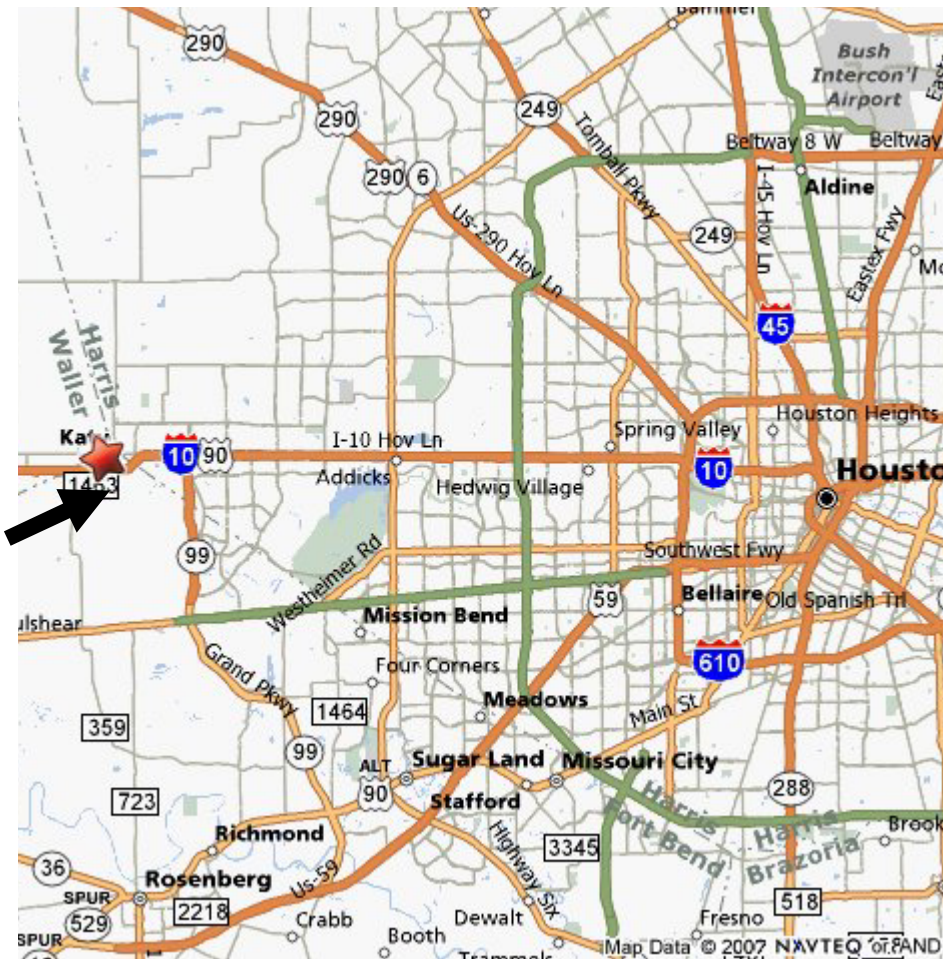 Bammel
290
Bush
Intercon'l
Airport
290
249
Tomball Pkwy
Beltway 8 W
Beltway
290
6
I-45 Hov Ln
Aldine
Us-290 Hov Ln
249
Eastex Fwy
Harris
Waller
45
Houston Heights
Spring Valley
I-10 Hov Ln
10
90
10
Addicks
Hedwig Village
Housto
1463
99
Westheimer Rd
Southwest Fwy
59
Bellaire
Old Spanish Trl
Mission Bend
ulshear
Four Corners
610
Grand Pkwy
Meadows
1464
Main St
359
99
ALT
90
Sugar Land
Missouri City
288
723
Stafford
Harris
Fort Bend
Harris
Brazoria
Brook
Richmond
Highway Six
3345
36
Us-59
Rosenberg
SPUR
529
2218
518
Crabb
Dewalt
Fresno
SPUR
Booth
Trammels
Map Data © 2007 NAVTEQ